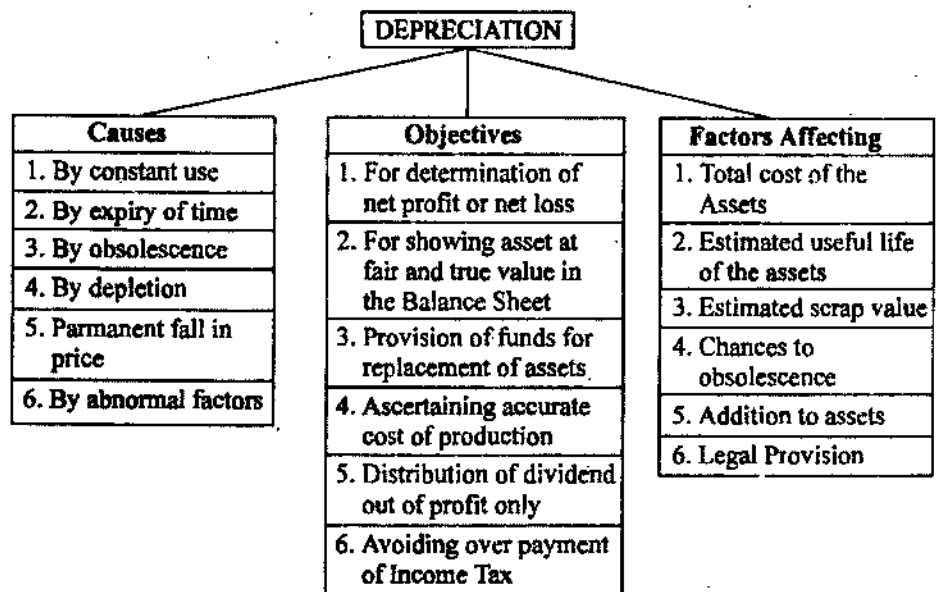 DEPRECIATION
Causes
1. By constant use
2. By expiry of time
3. By obsolescence
4. By depletion
5. Parmanent fall in
price
6. By abnormal factors
Objectives
1. For determination of
net profit or net loss
2. For showing asset at
fair and true value in
the Balance Sheet
3. Provision of funds for
replacement of assets
4. Ascertaining accurate
cost of production
5. Distribution of dividend
out of profit only
6. Avoiding over payment
of Income Tax
Factors Affecting
1. Total cost of the
Assets
2. Estimated useful life
of the assets
3. Estimated scrap value
4. Chances to
obsolescence
5. Addition to assets
6. Legal Provision